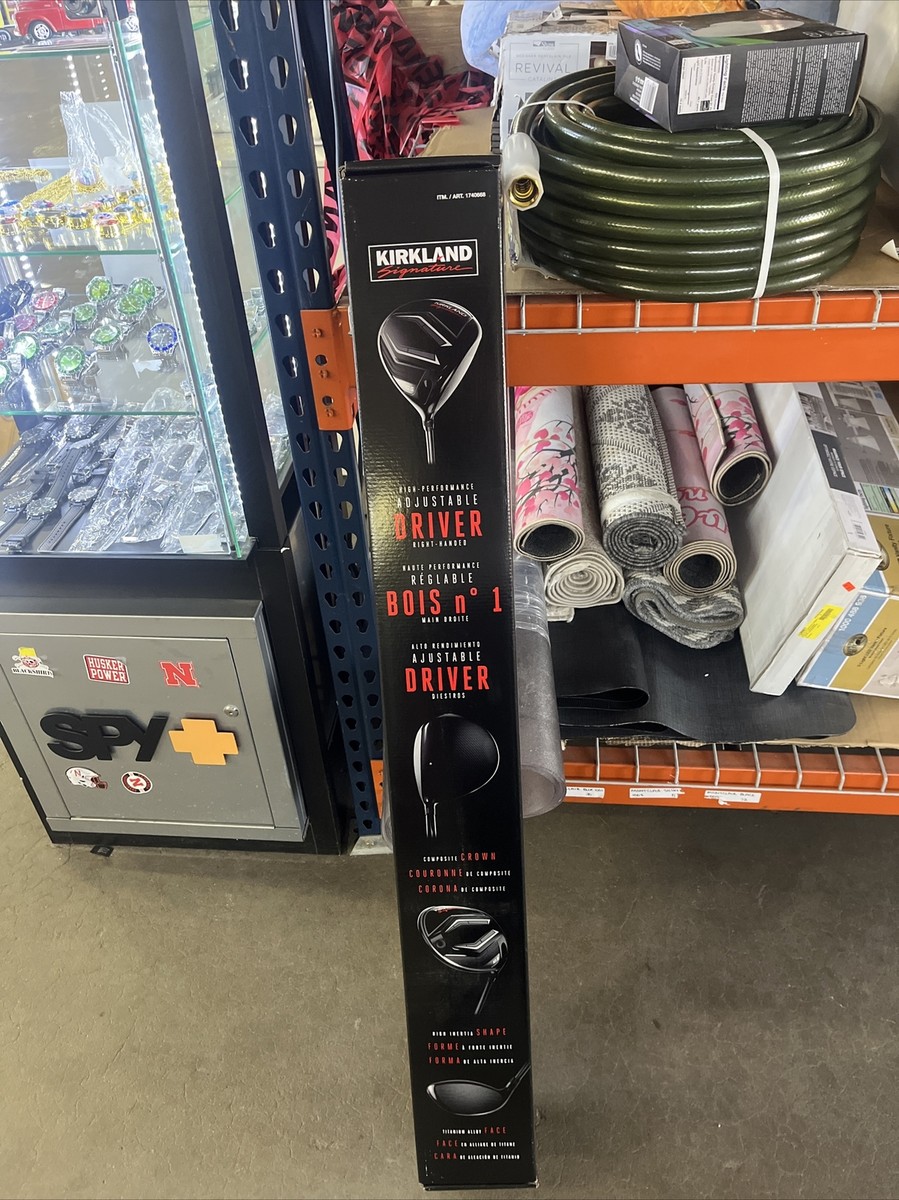 ITM. / ART. 1740666
KIRKLAND
Signature
HIGH-PERFORMANCE
ADJUSTABLE
DRIVER
RIGHT-HANDED
HAUTE PERFORMANCE
RÉGLABLE
BOIS nº 1
MAIN DROITE
ALTO RENDIMIENTO
AJUSTABLE
DRIVER
DIESTROS
COMPOSITE CROWN
COURONNE DE COMPOSITE
CORONA DE COMPOSITE
HIGH INERTIA SHAPE
FORME À FORTE INERTIE
FORMA DE ALTA INERCIA
TITANIUM ALLOY FACE
FACE EN ALLIAGE DE TITANE
CARA DE ALEACIÓN DE TITANIO
REVIVAL
BLACKSHIRTS
HUSKER
POWER
N
SPY
N